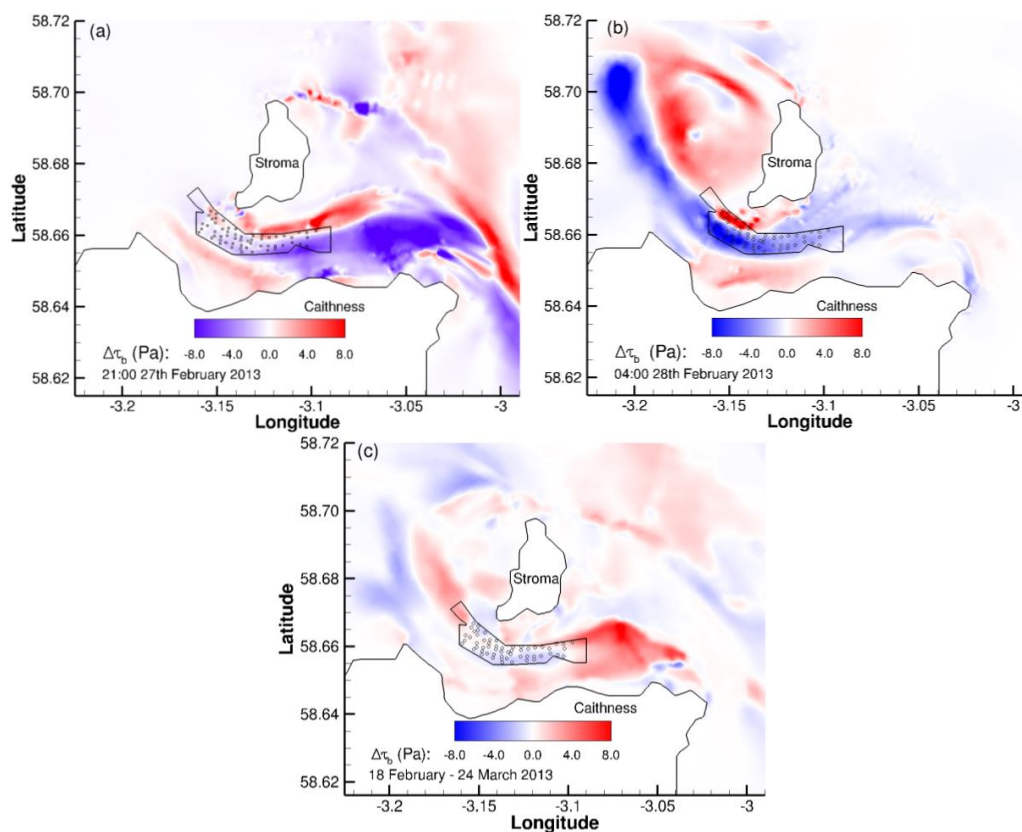 (a)
58.72
58.70
58.68
58.66
58.64
58.62
Latitude
Stroma
Caithness
-8.0 -4.0 0.0 4.0 8.0
Δτb (Pa):
21:00 27th February 2013
-3.2 -3.15 -3.1 -3.05 -3
Longitude
(b)
58.72
58.70
58.68
58.66
58.64
58.62
Latitude
Stroma
Caithness
-8.0 -4.0 0.0 4.0 8.0
Δτb (Pa):
04:00 28th February 2013
-3.2 -3.15 -3.1 -3.05 -3
Longitude
(c)
58.72
58.70
58.68
58.66
58.64
58.62
Latitude
Stroma
Caithness
-8.0 -4.0 0.0 4.0 8.0
Δτb (Pa):
18 February - 24 March 2013
-3.2 -3.15 -3.1 -3.05 -3
Longitude